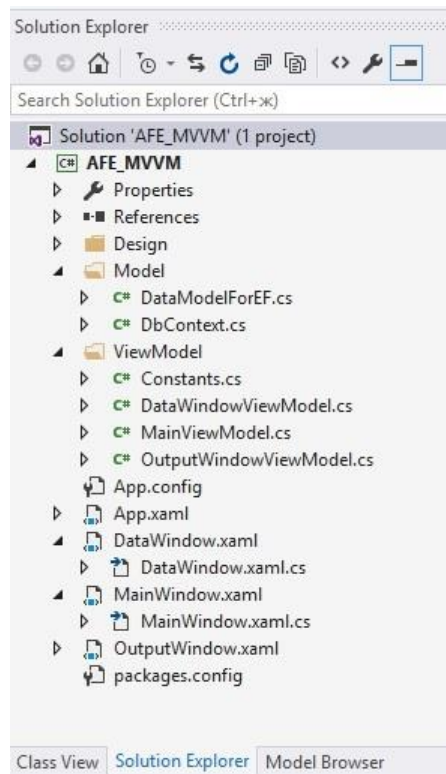 Solution Explorer
Search Solution Explorer (Ctrl+ж)
Solution 'AFE_MVVM' (1 project)
C# AFE_MVVM
Properties
References
Design
Model
C# DataModelForEF.cs
C# DbContext.cs
ViewModel
C# Constants.cs
C# DataWindowViewModel.cs
C# MainViewModel.cs
C# OutputWindowViewModel.cs
App.config
App.xaml
DataWindow.xaml
DataWindow.xaml.cs
MainWindow.xaml
MainWindow.xaml.cs
OutputWindow.xaml
packages.config
Class View Solution Explorer Model Browser